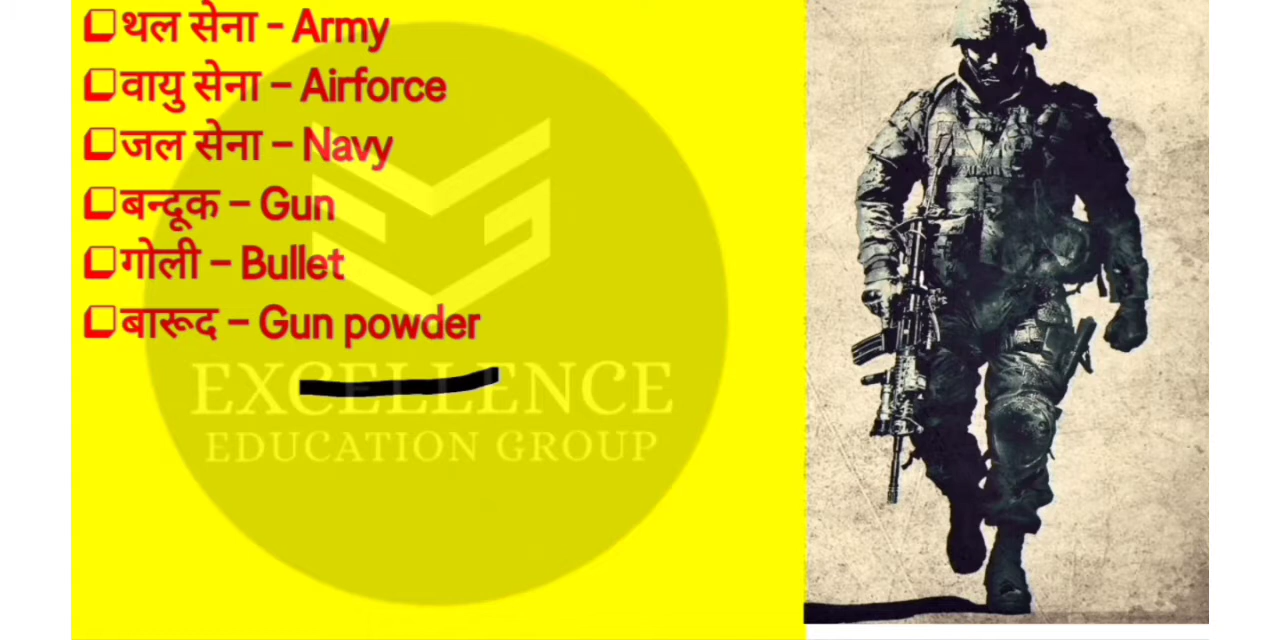 ❑थल सेना - Army
❑वायु सेना – Airforce
❑जल सेना – Navy
❑बन्दूक – Gun
❑गोली – Bullet
❑बारूद – Gun powder
EXCELLENCE
EDUCATION GROUP